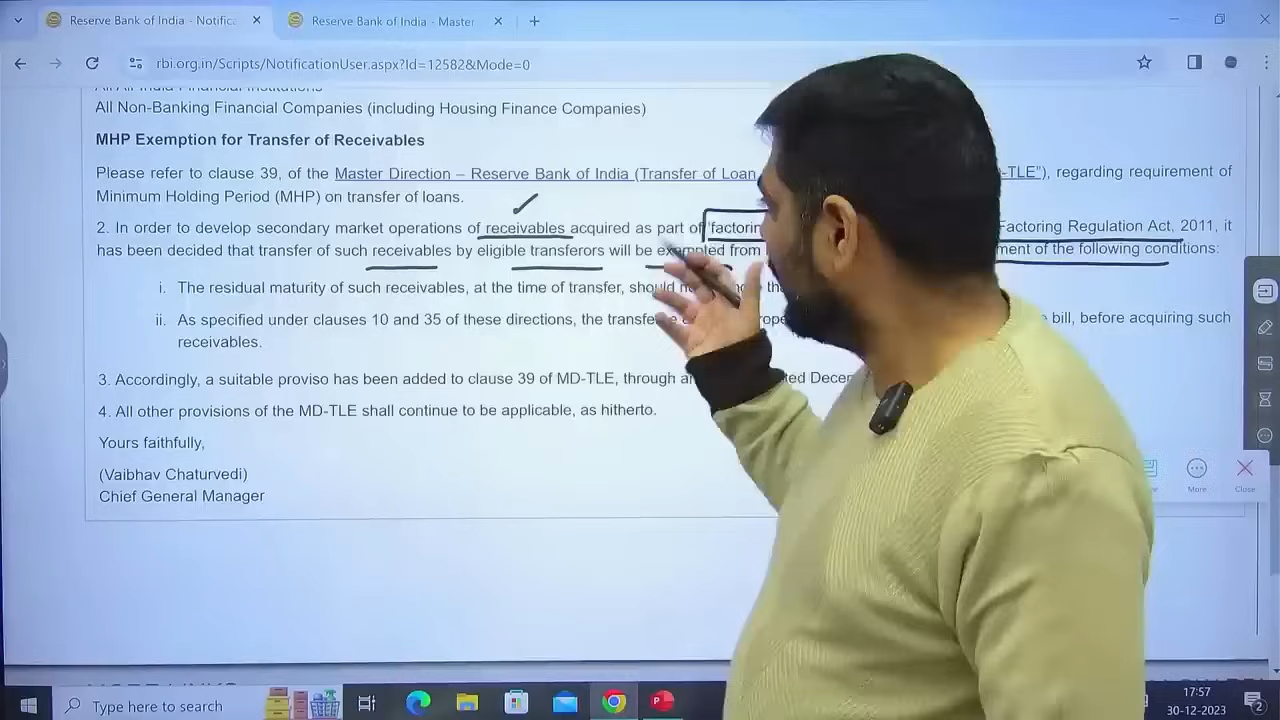 Reserve Bank of India - Notific
Reserve Bank of India - Master
rbi.org.in/Scripts/NotificationUser.aspx?Id=12582&Mode=0
All Non-Banking Financial Companies (including Housing Finance Companies)
MHP Exemption for Transfer of Receivables
Please refer to clause 39, of the Master Direction – Reserve Bank of India (Transfer of Loan -TLE”), regarding requirement of
Minimum Holding Period (MHP) on transfer of loans.
2. In order to develop secondary market operations of receivables acquired as part of Factoring Regulation Act, 2011, it
has been decided that transfer of such receivables by eligible transferors will be exempted from of the following conditions:
i. The residual maturity of such receivables, at the time of transfer, should
ii. As specified under clauses 10 and 35 of these directions, the bill, before acquiring such
receivables.
3. Accordingly, a suitable proviso has been added to clause 39 of MD-TLE, through
4. All other provisions of the MD-TLE shall continue to be applicable, as hitherto.
Yours faithfully,
(Vaibhav Chaturvedi)
Chief General Manager
More
Close
Type here to search
17:57
30-12-2023
2